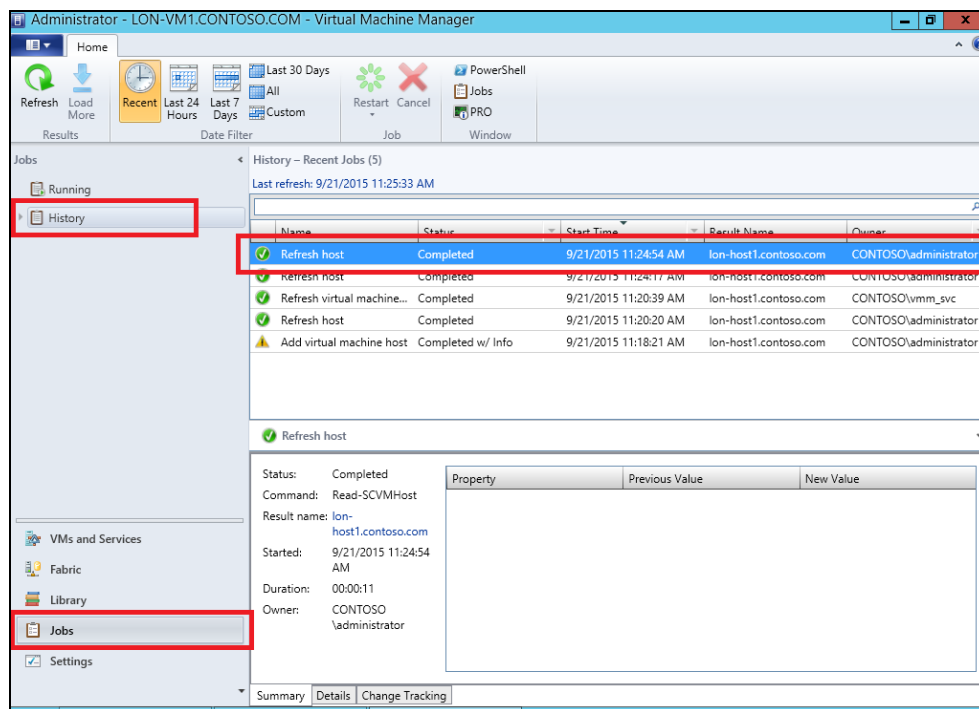 Administrator - LON-VM1.CONTOSO.COM - Virtual Machine Manager
Home
Refresh
Load More
Results
Recent
Last 24 Hours
Last 7 Days
Last 30 Days
All
Custom
Date Filter
Restart
Cancel
Job
PowerShell
Jobs
PRO
Window
Jobs
Running
History
VMs and Services
Fabric
Library
Jobs
Settings
History – Recent Jobs (5)
Last refresh: 9/21/2015 11:25:33 AM
Name Status Start Time Result Name Owner
Refresh host Completed 9/21/2015 11:24:54 AM lon-host1.contoso.com CONTOSO\administrator
Refresh host Completed 9/21/2015 11:24:17 AM lon-host1.contoso.com CONTOSO\administrator
Refresh virtual machine... Completed 9/21/2015 11:20:39 AM lon-host1.contoso.com CONTOSO\vmm_svc
Refresh host Completed 9/21/2015 11:20:20 AM lon-host1.contoso.com CONTOSO\administrator
Add virtual machine host Completed w/ Info 9/21/2015 11:18:21 AM lon-host1.contoso.com CONTOSO\administrator
Refresh host
Status: Completed
Command: Read-SCVMHost
Result name: lon-
host1.contoso.com
Started: 9/21/2015 11:24:54
AM
Duration: 00:00:11
Owner: CONTOSO
\administrator
Property Previous Value New Value
Summary Details Change Tracking